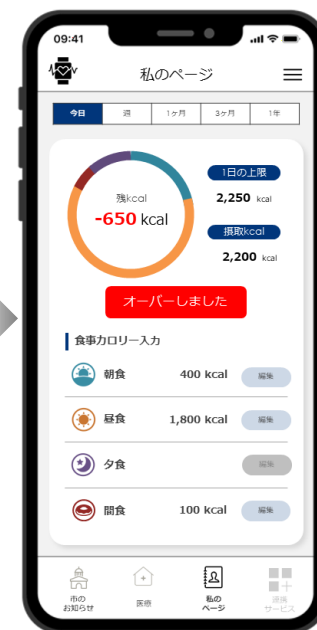 09:41
私のページ
今日 週 1ヶ月 3ヶ月 1年
残kcal
-650 kcal
1日の上限
2,250 kcal
摂取kcal
2,200 kcal
オーバーしました
食事カロリー入力
朝食 400 kcal 編集
昼食 1,800 kcal 編集
夕食 編集
間食 100 kcal 編集
市の
お知らせ
医療
私の
ページ
提携
サービス